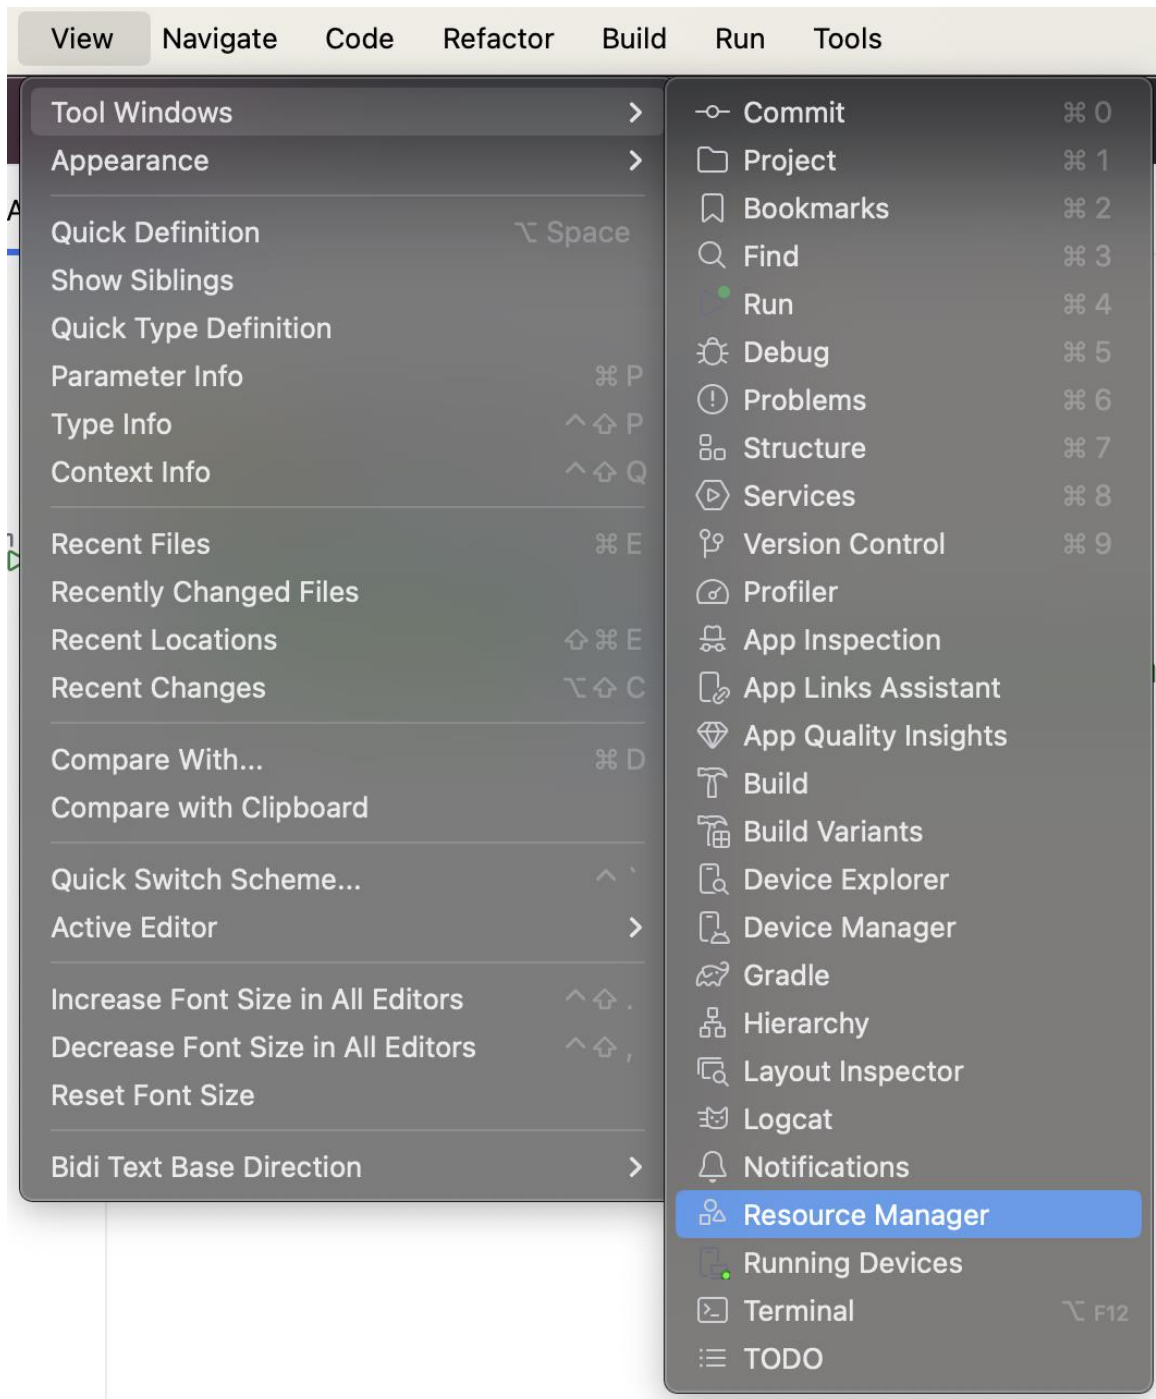 View Navigate Code Refactor Build Run Tools
Tool Windows
Appearance
Quick Definition ⌥ Space
Show Siblings
Quick Type Definition
Parameter Info ⌘ P
Type Info ^ ⇧ P
Context Info ^ ⇧ Q
Recent Files ⌘ E
Recently Changed Files
Recent Locations ⇧ ⌘ E
Recent Changes ⌥ ⇧ C
Compare With...
⌘ D
Compare with Clipboard
Quick Switch Scheme... ^ `
Active Editor
Increase Font Size in All Editors ^ ⇧ .
Decrease Font Size in All Editors ^ ⇧ ,
Reset Font Size
Bidi Text Base Direction
Commit ⌘ 0
Project ⌘ 1
Bookmarks ⌘ 2
Find ⌘ 3
Run ⌘ 4
Debug ⌘ 5
Problems ⌘ 6
Structure ⌘ 7
Services ⌘ 8
Version Control ⌘ 9
Profiler
App Inspection
App Links Assistant
App Quality Insights
Build
Build Variants
Device Explorer
Device Manager
Gradle
Hierarchy
Layout Inspector
Logcat
Notifications
Resource Manager
Running Devices
Terminal ⌥ F12
TODO